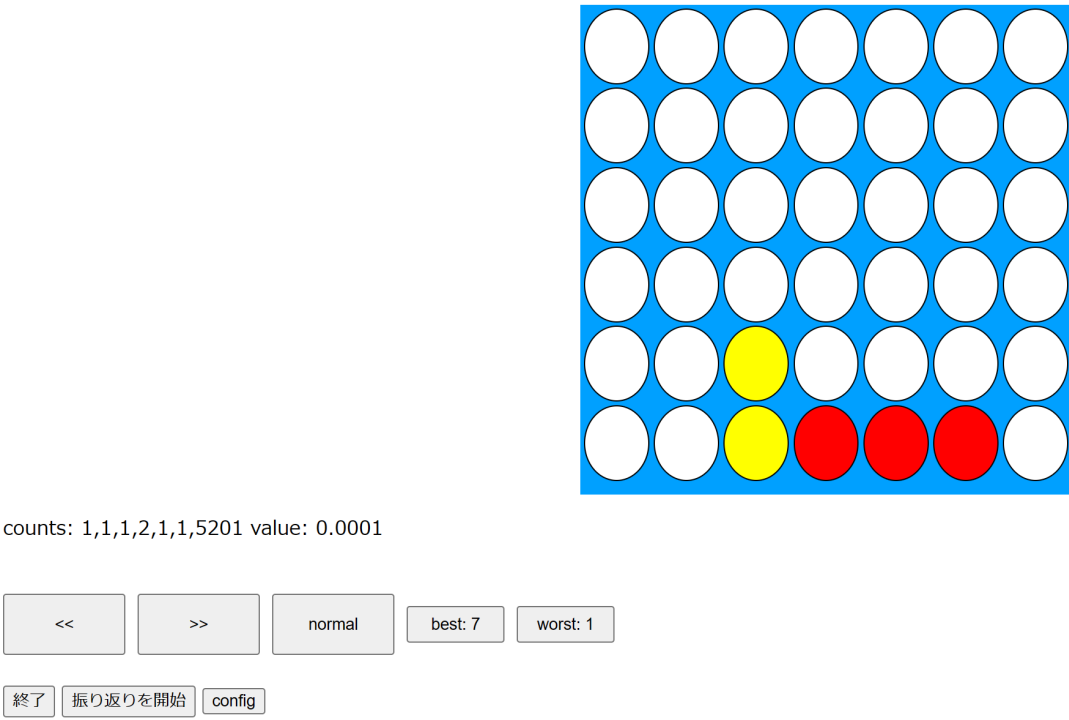 counts: 1,1,1,2,1,1,5201 value: 0.0001
<< >> normal best: 7 worst: 1
終了 振り返りを開始 config